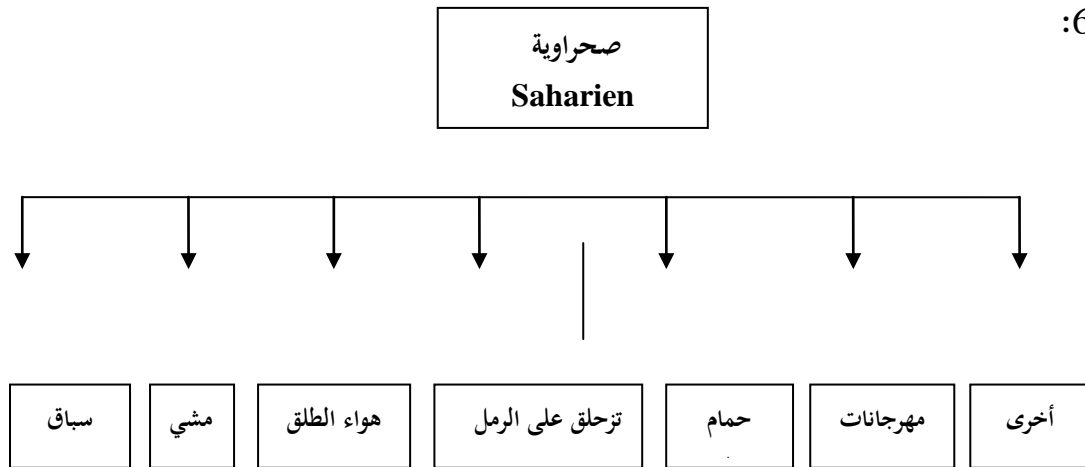 6:
صحراوية
Saharien
أخرى
مهرجانات
حمام
تزحلق على الرمل
هواء الطلق
مشي
سباق